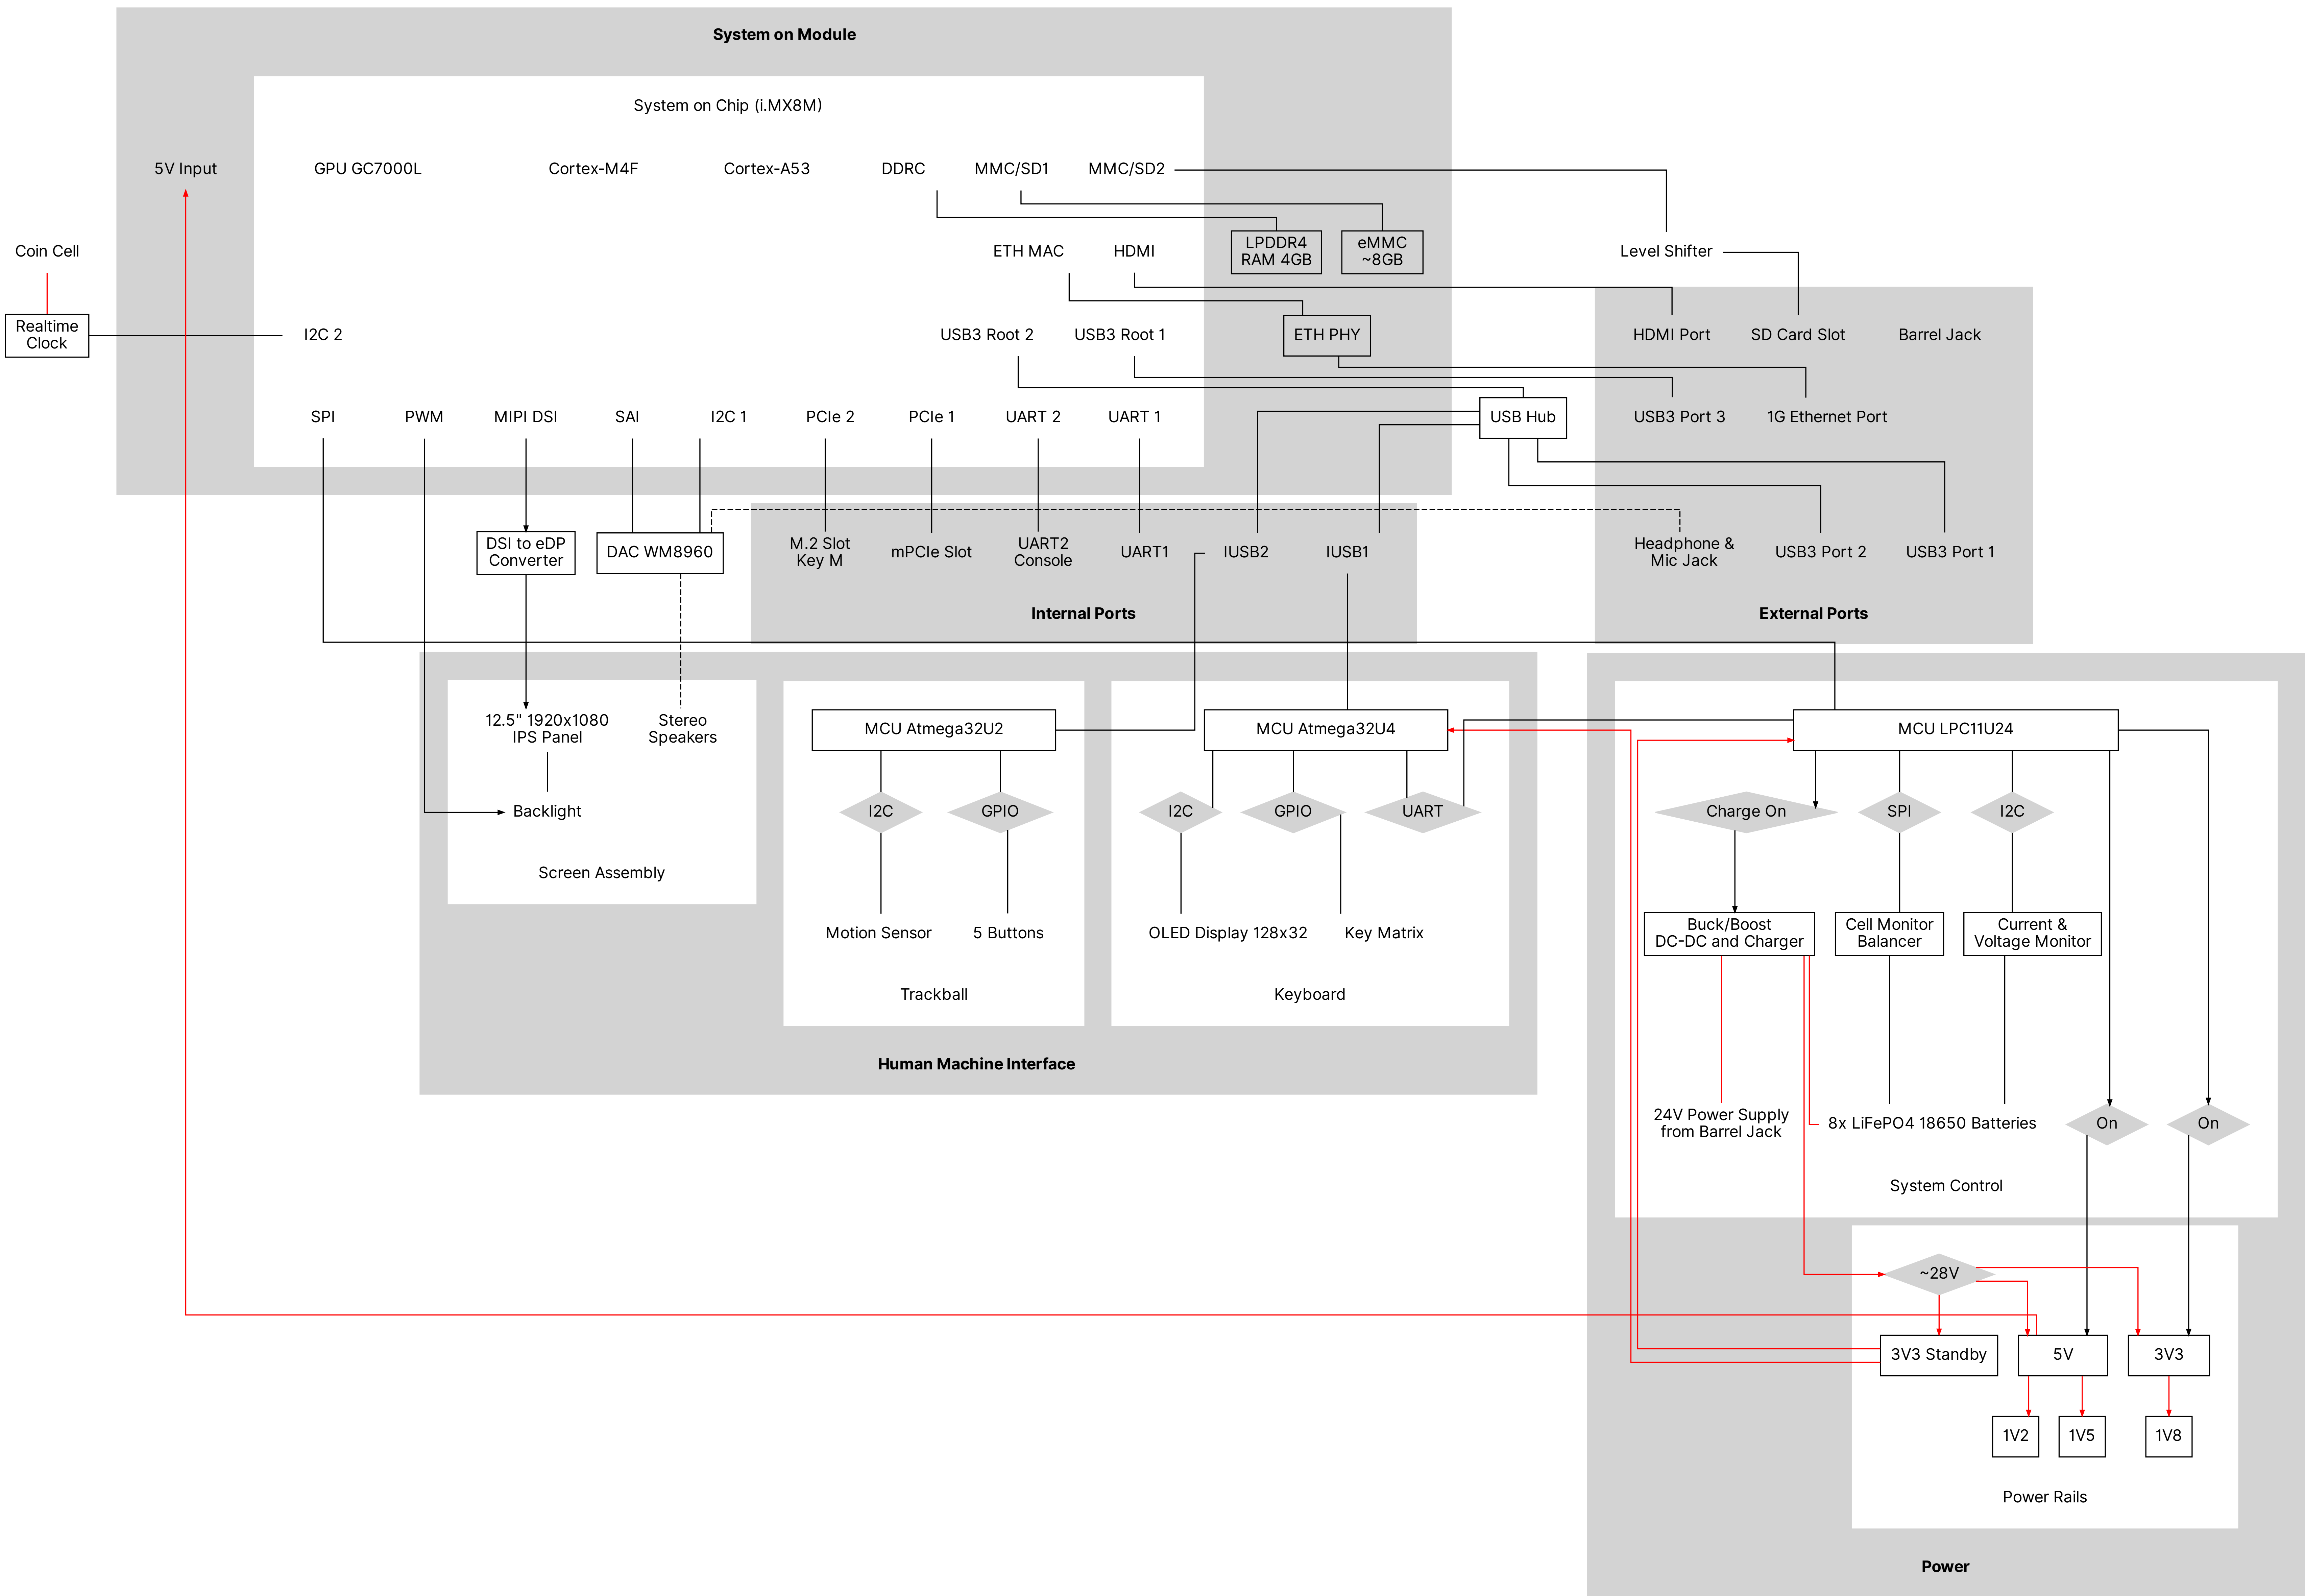 System on Module
System on Chip (i.MX8M)
5V Input
GPU GC7000L
Cortex-M4F
Cortex-A53
DDRC
MMC/SD1
MMC/SD2
Coin Cell
ETH MAC
HDMI
LPDDR4
RAM 4GB
eMMC
~8GB
Level Shifter
Realtime
Clock
I2C 2
USB3 Root 2
USB3 Root 1
ETH PHY
HDMI Port
SD Card Slot
Barrel Jack
SPI
PWM
MIPI DSI
SAI
I2C 1
PCIe 2
PCIe 1
UART 2
UART 1
USB Hub
USB3 Port 3
1G Ethernet Port
DSI to eDP
Converter
DAC WM8960
M.2 Slot
Key M
mPCIe Slot
UART2
Console
UART1
IUSB2
IUSB1
Headphone &
Mic Jack
USB3 Port 2
USB3 Port 1
Internal Ports
External Ports
12.5" 1920x1080
IPS Panel
Stereo
Speakers
MCU Atmega32U2
MCU Atmega32U4
MCU LPC11U24
Backlight
I2C
GPIO
I2C
GPIO
UART
Charge On
SPI
I2C
Screen Assembly
Motion Sensor
5 Buttons
OLED Display 128x32
Key Matrix
Buck/Boost
DC-DC and Charger
Cell Monitor
Balancer
Current &
Voltage Monitor
Trackball
Keyboard
Human Machine Interface
24V Power Supply
from Barrel Jack
8x LiFePO4 18650 Batteries
On
On
System Control
~28V
3V3 Standby
5V
3V3
1V2
1V5
1V8
Power Rails
Power